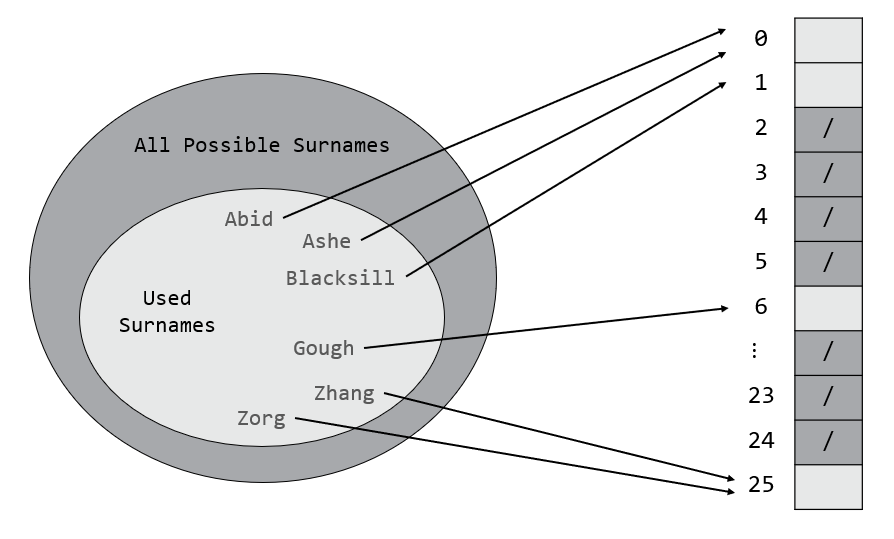 All Possible Surnames
Abid
Ashe
Blacksill
Used
Surnames
Gough
Zhang
Zorg
0
1
2 /
3 /
4 /
5 /
6
⋮ /
23 /
24 /
25